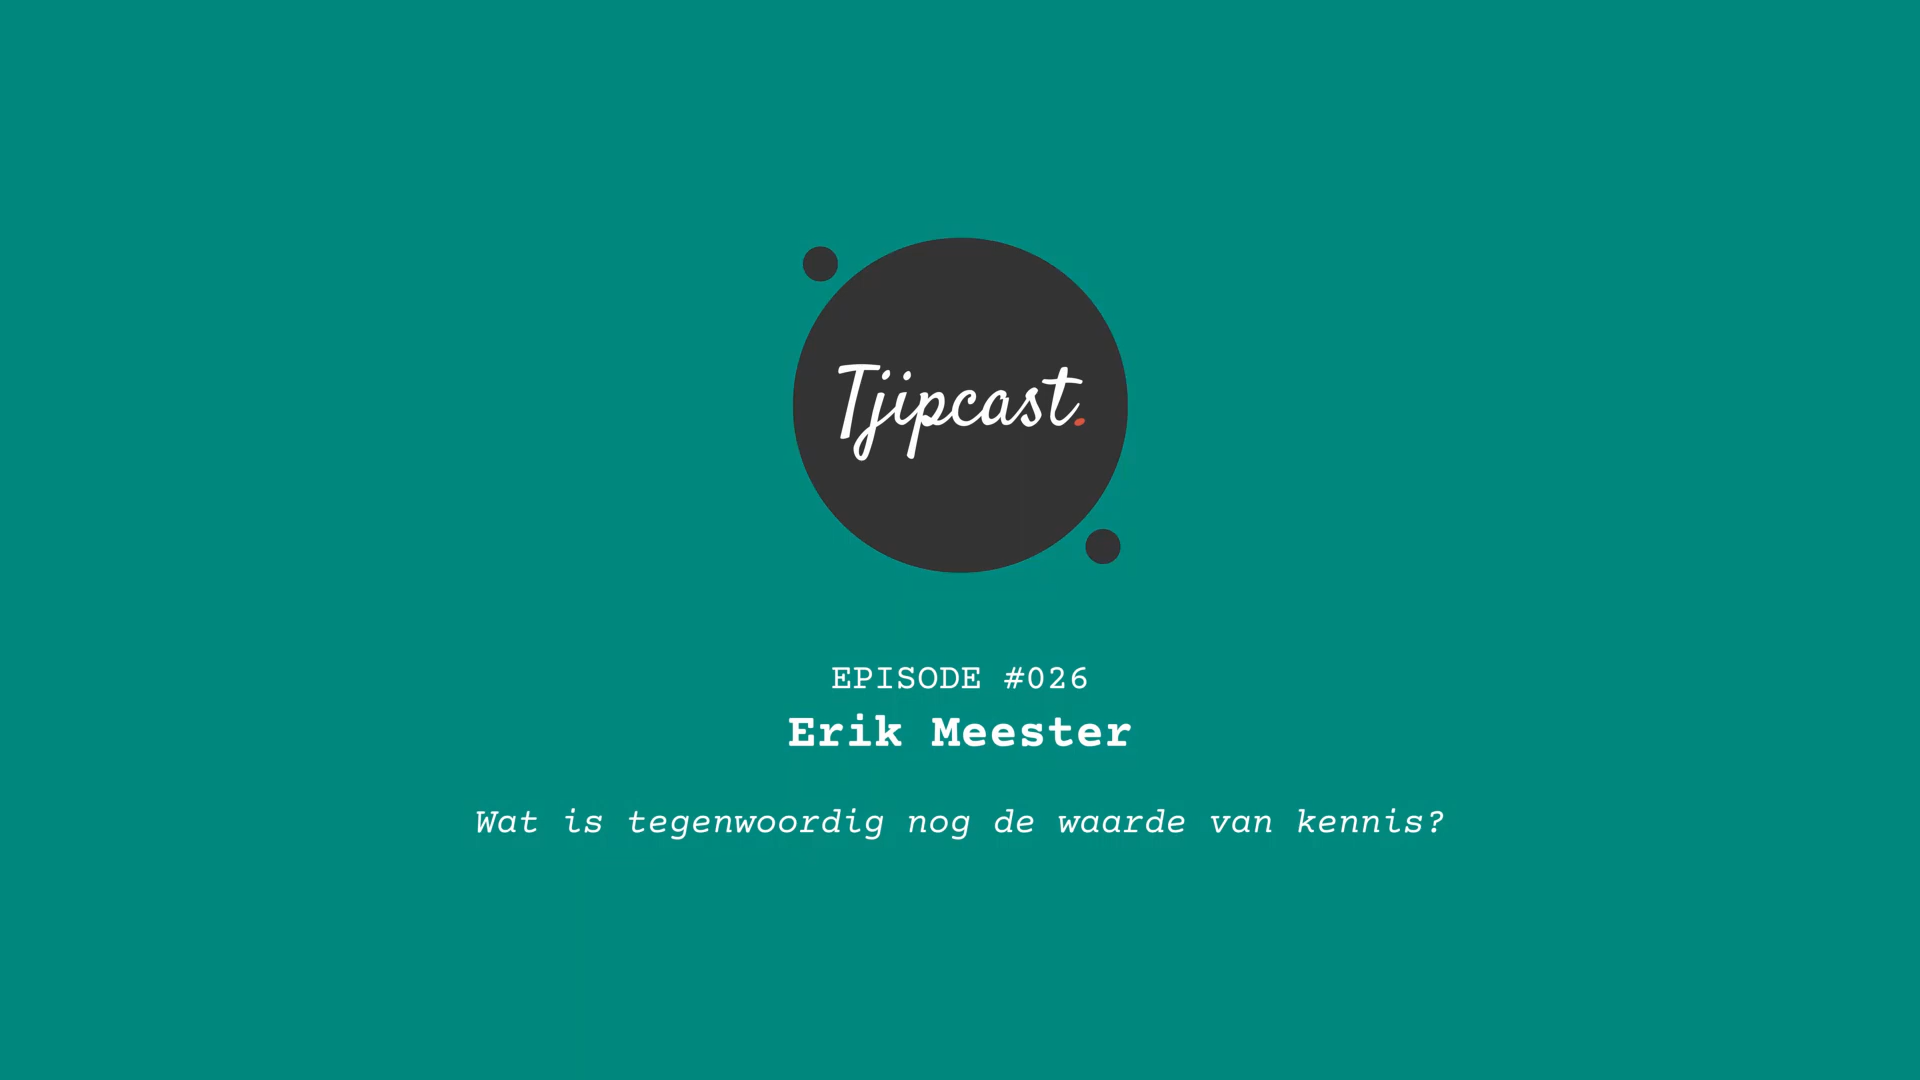 Tjipcast.
EPISODE #026
Erik Meester
Wat is tegenwoordig nog de waarde van kennis?